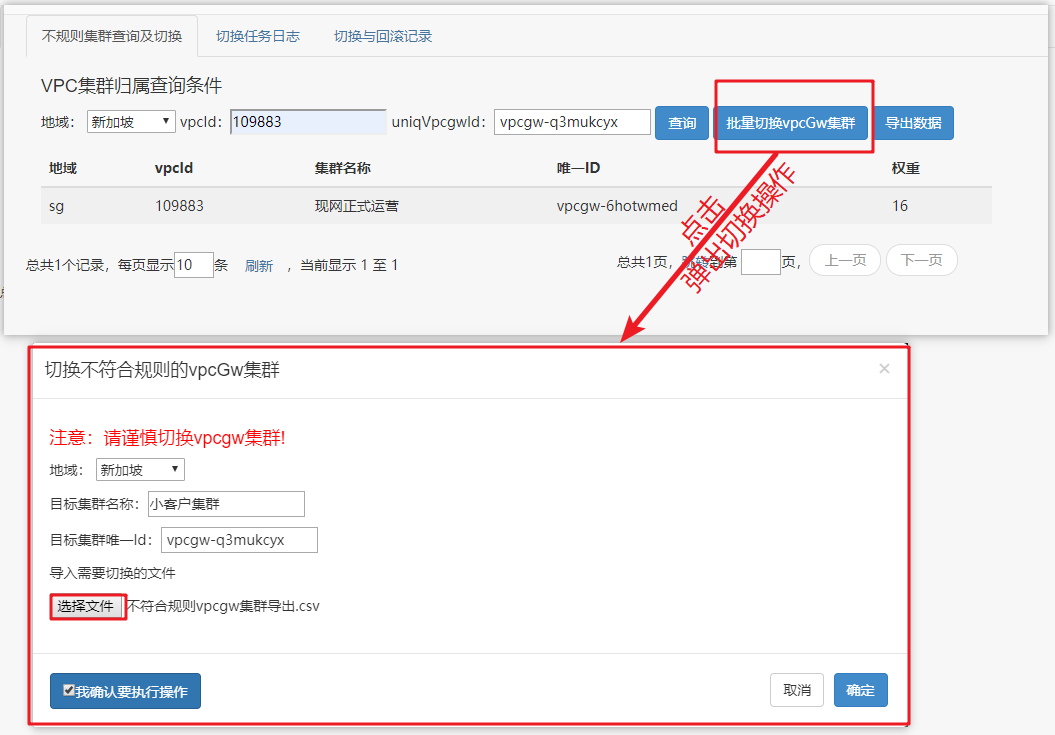 不规则集群查询及切换 切换任务日志 切换与回滚记录
VPC集群归属查询条件
地域： 新加坡 vpcId： 109883 uniqVpcgwId： vpcgw-q3mukcyx 查询 批量切换vpcGw集群 导出数据
地域 vpcId 集群名称 唯一ID 权重
sg 109883 现网正式运营 vpcgw-6hotwmed 16
点击
弹出切换操作
总共1个记录，每页显示 10 条 刷新 ，当前显示 1 至 1 总共1页， 到第 页， 上一页 下一页
切换不符合规则的vpcGw集群 ×
注意：请谨慎切换vpcgw集群!
地域： 新加坡
目标集群名称： 小客户集群
目标集群唯一Id： vpcgw-q3mukcyx
导入需要切换的文件
选择文件 不符合规则vpcgw集群导出.csv
我确认要执行操作 取消 确定